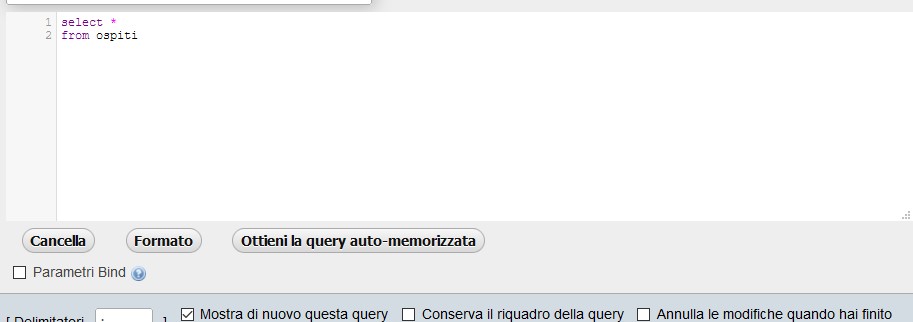 1 select *
2 from ospiti
Cancella Formato Ottieni la query auto-memorizzata
Parametri Bind
[ Delimitatori ; ] Mostra di nuovo questa query Conserva il riquadro della query Annulla le modifiche quando hai finito